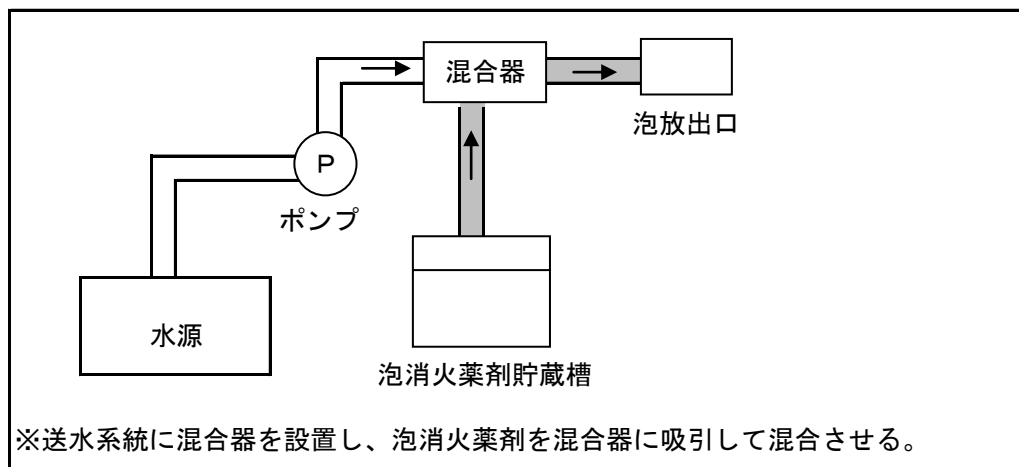 混合器
泡放出口
P
ポンプ
水源
泡消火薬剤貯蔵槽
※送水系統に混合器を設置し、泡消火薬剤を混合器に吸引して混合させる。